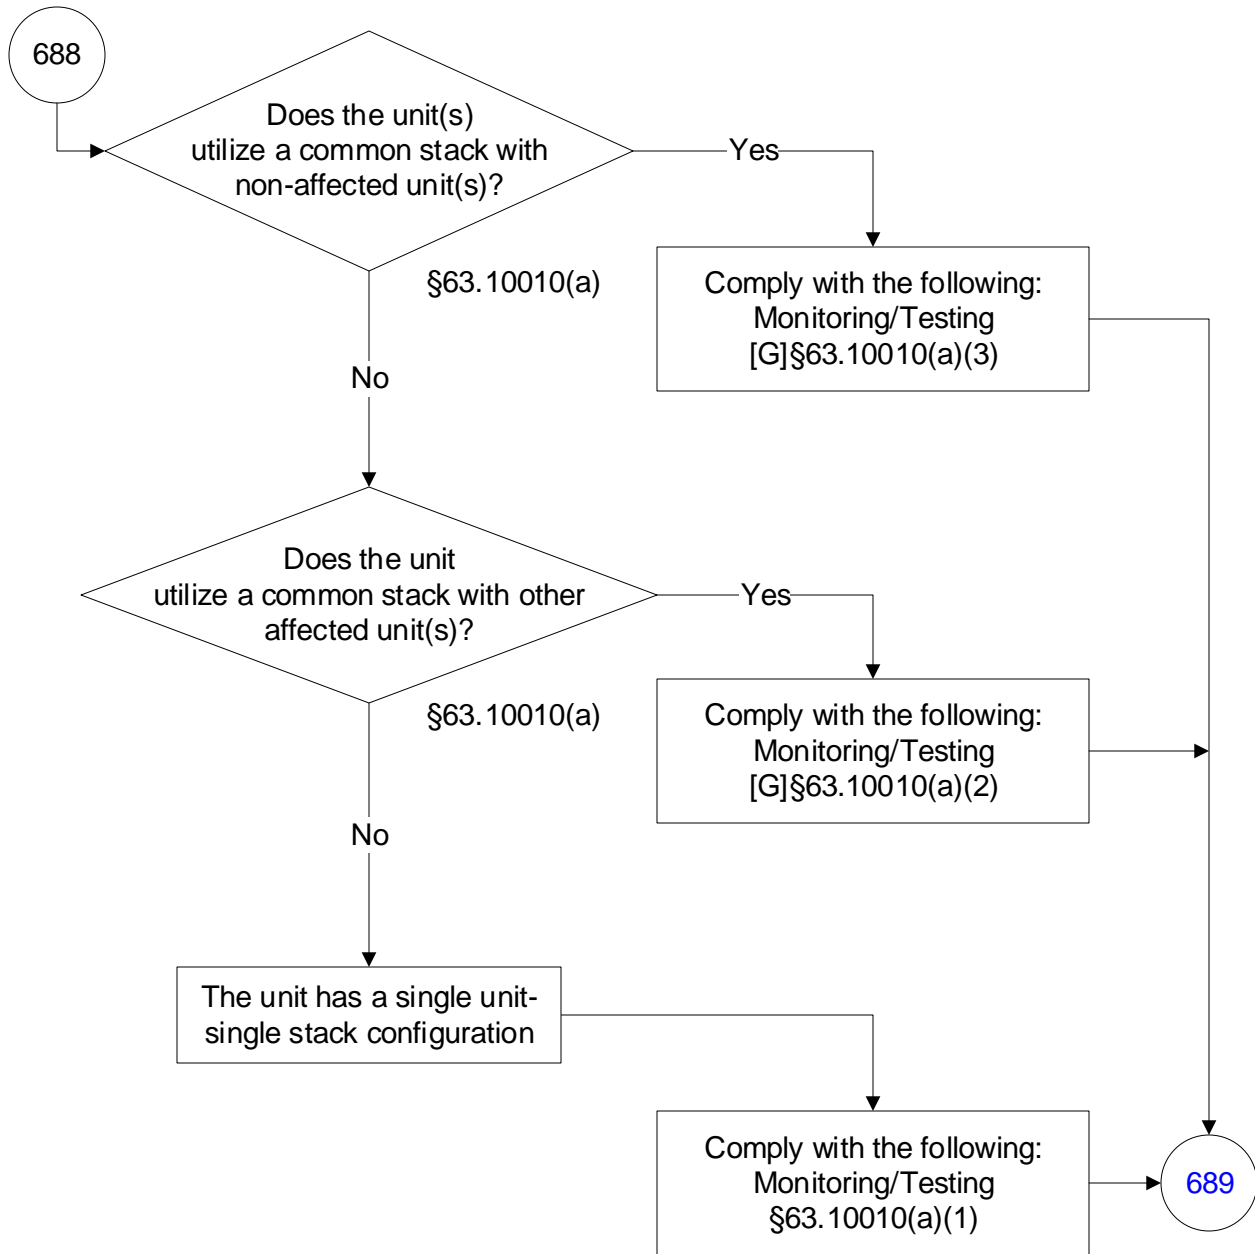 688
Does the unit(s)
utilize a common stack with
non-affected unit(s)?
Yes
§63.10010(a)
Comply with the following:
Monitoring/Testing
[G]§63.10010(a)(3)
No
Does the unit
utilize a common stack with other
affected unit(s)?
Yes
§63.10010(a)
Comply with the following:
Monitoring/Testing
[G]§63.10010(a)(2)
No
The unit has a single unit-
single stack configuration
Comply with the following:
Monitoring/Testing
§63.10010(a)(1)
689